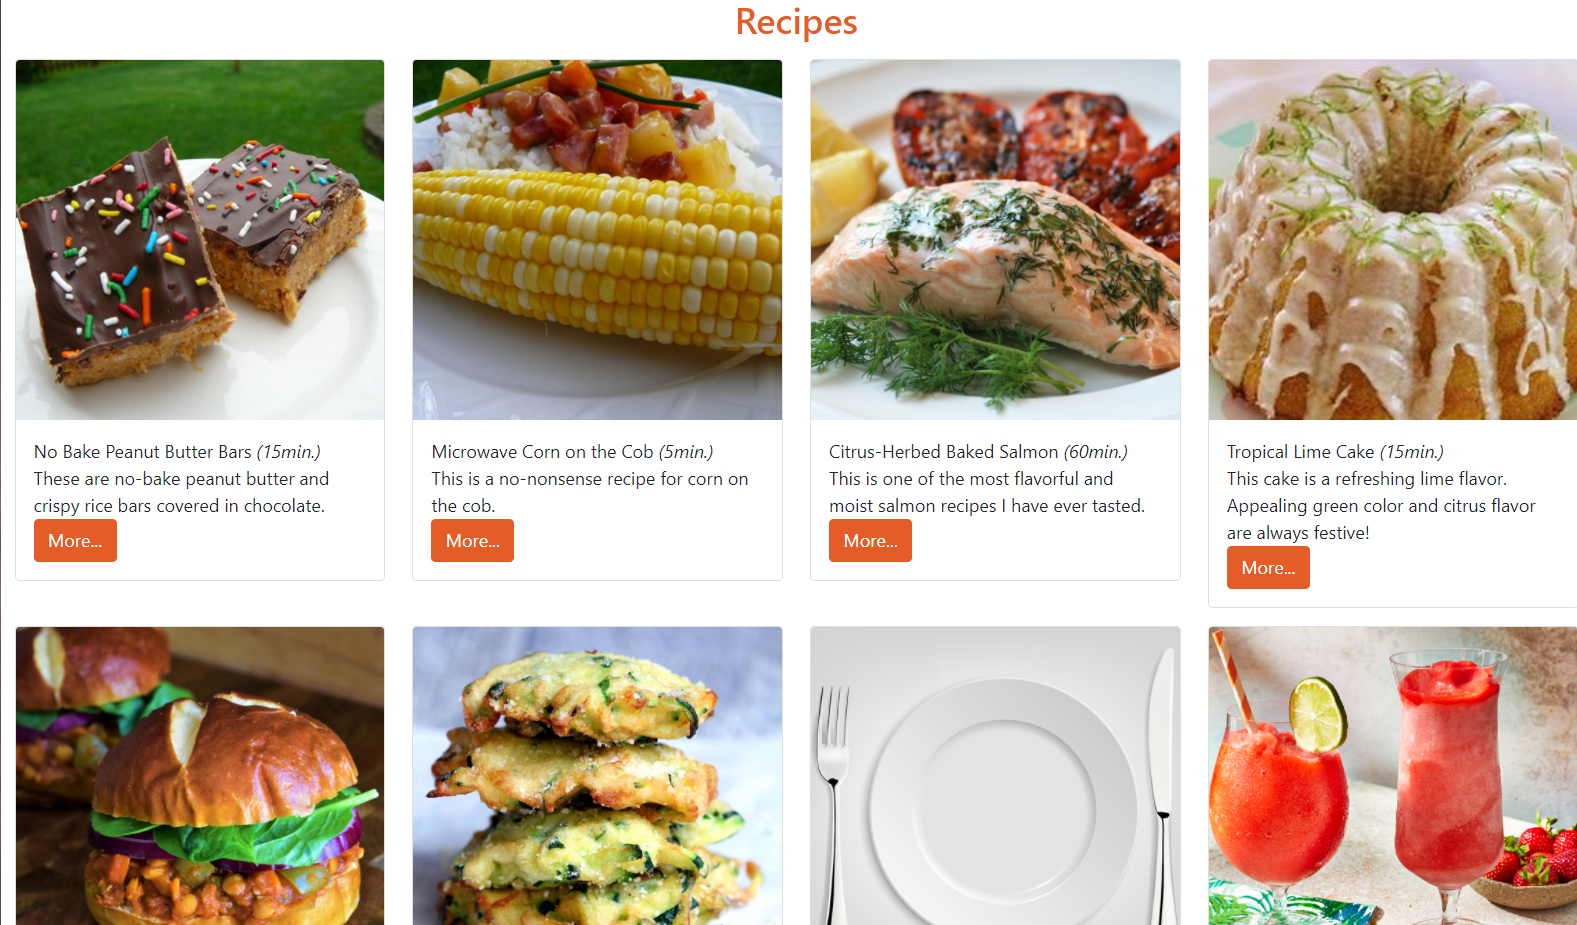 Recipes
No Bake Peanut Butter Bars (15min.)
These are no-bake peanut butter and
crispy rice bars covered in chocolate.
More...
Microwave Corn on the Cob (5min.)
This is a no-nonsense recipe for corn on
the cob.
More...
Citrus-Herbed Baked Salmon (60min.)
This is one of the most flavorful and
moist salmon recipes I have ever tasted.
More...
Tropical Lime Cake (15min.)
This cake is a refreshing lime flavor.
Appealing green color and citrus flavor
are always festive!
More...